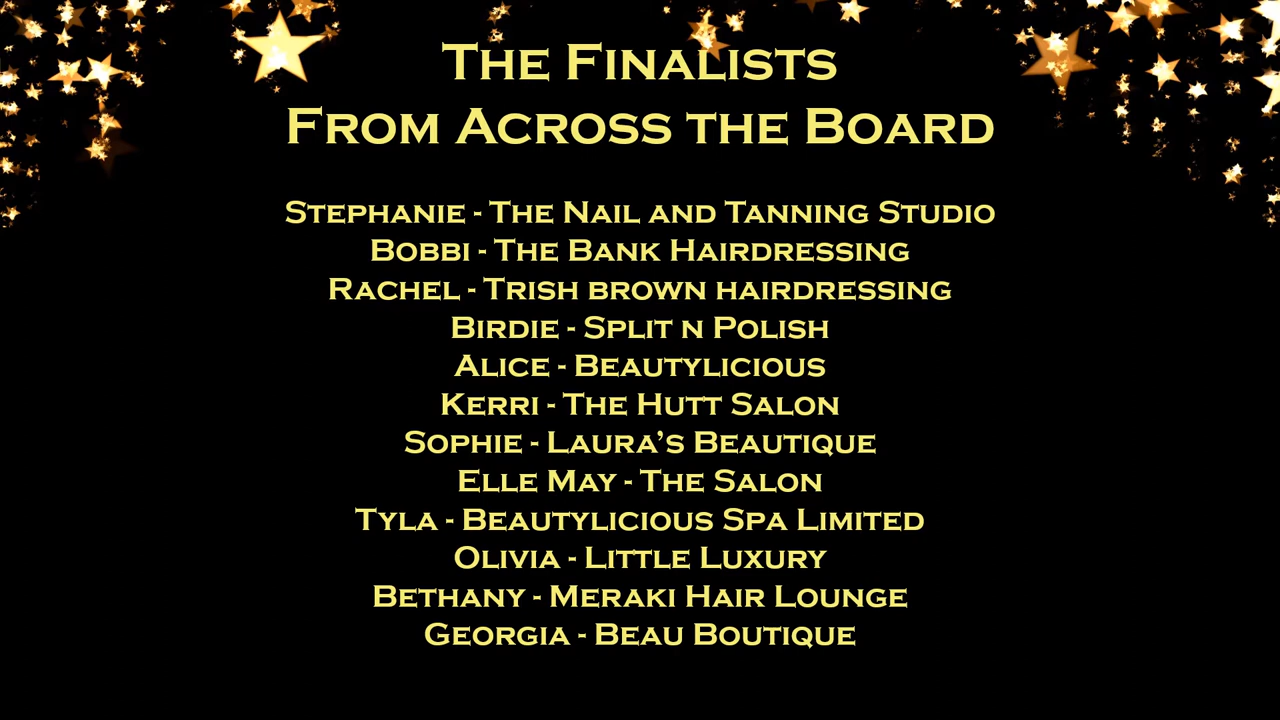 The Finalists
From Across the Board
Stephanie - The Nail and Tanning Studio
Bobbi - The Bank Hairdressing
Rachel - Trish brown hairdressing
Birdie - Split n Polish
Alice - Beautylicious
Kerri - The Hutt Salon
Sophie - Laura’s Beautique
Elle May - The Salon
Tyla - Beautylicious Spa Limited
Olivia - Little Luxury
Bethany - Meraki Hair Lounge
Georgia - Beau Boutique